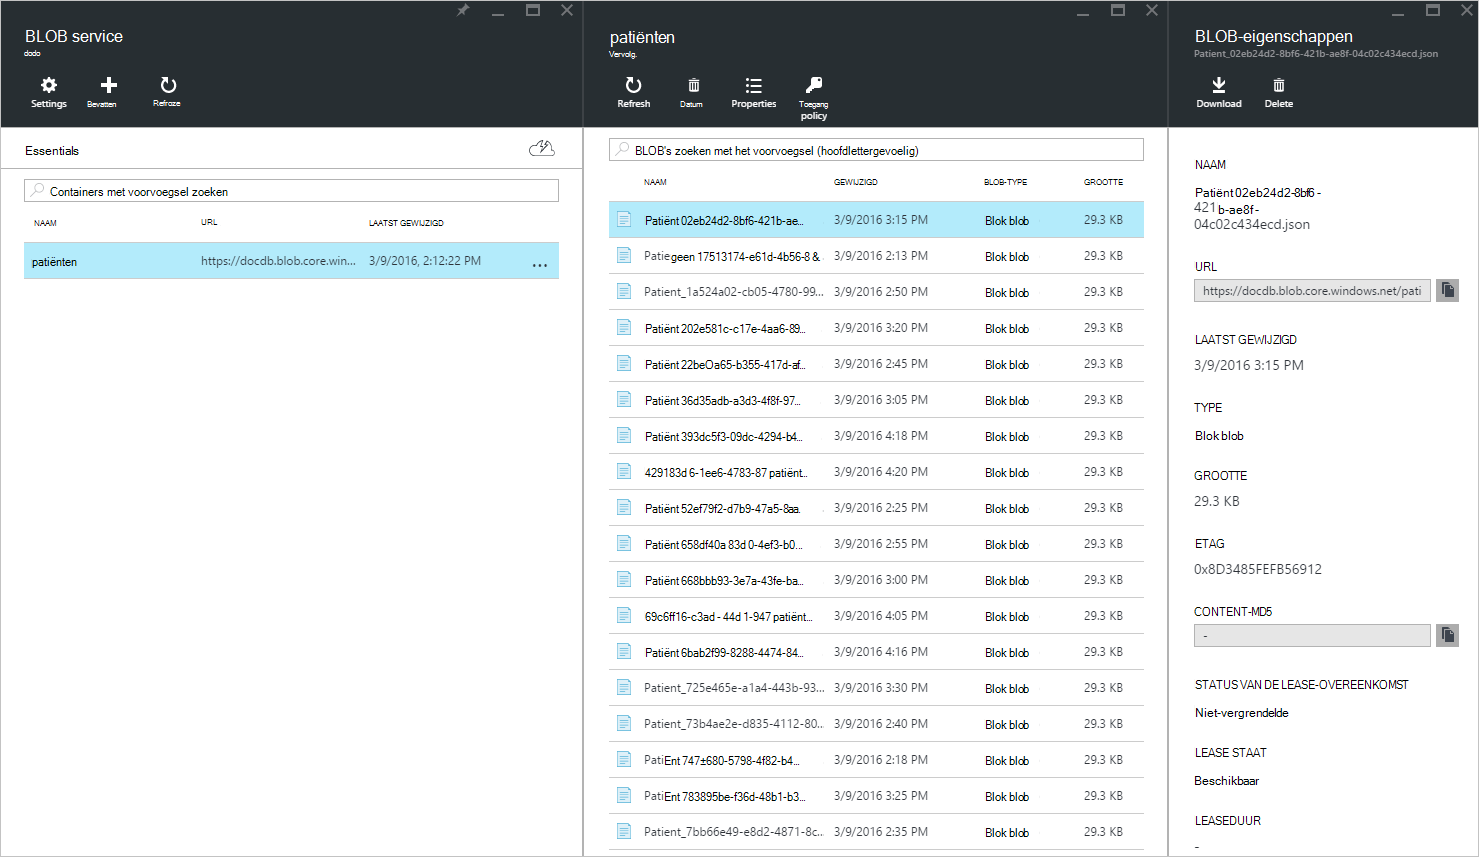 BLOB service
dodo
Settings
Bevatten
Refroze
Essentials
Containers met voorvoegsel zoeken
NAAM URL LAATST GEWIJZIGD
patiënten https://docdb.blob.core.win... 3/9/2016, 2:12:22 PM ...
patiënten
Vervolg.
Refresh
Datum
Properties
Toegang
policy
BLOB's zoeken met het voorvoegsel (hoofdlettergevoelig)
NAAM GEWIJZIGD BLOB-TYPE GROOTTE
Patiënt 02eb24d2-8bf6-421b-ae... 3/9/2016 3:15 PM Blok blob 29.3 KB
Patiegeen 17513174-e61d-4b56-8 & 3/9/2016 2:13 PM Blok blob 29.3 KB
Patient_1a524a02-cb05-4780-99... 3/9/2016 2:50 PM Blok blob 29.3 KB
Patiënt 202e581c-c17e-4aa6-89... 3/9/2016 3:20 PM Blok blob 29.3 KB
Patiënt 22beOa65-b355-417d-af... 3/9/2016 2:45 PM Blok blob 29.3 KB
Patiënt 36d35adb-a3d3-4f8f-97... 3/9/2016 3:05 PM Blok blob 29.3 KB
Patiënt 393dc5f3-09dc-4294-b4... 3/9/2016 4:18 PM Blok blob 29.3 KB
429183d 6-1ee6-4783-87 patiënt... 3/9/2016 4:20 PM Blok blob 29.3 KB
Patiënt 52ef79f2-d7b9-47a5-8aa. 3/9/2016 2:25 PM Blok blob 29.3 KB
Patiënt 658df40a 83d 0-4ef3-b0... 3/9/2016 2:55 PM Blok blob 29.3 KB
Patiënt 668bbb93-3e7a-43fe-ba... 3/9/2016 3:00 PM Blok blob 29.3 KB
69c6ff16-c3ad - 44d 1-947 patiënt... 3/9/2016 4:05 PM Blok blob 29.3 KB
Patiënt 6bab2f99-8288-4474-84... 3/9/2016 4:16 PM Blok blob 29.3 KB
Patient_725e465e-a1a4-443b-93... 3/9/2016 3:30 PM Blok blob 29.3 KB
Patient_73b4ae2e-d835-4112-80... 3/9/2016 2:40 PM Blok blob 29.3 KB
PatiEnt 747±680-5798-4f82-b4... 3/9/2016 2:18 PM Blok blob 29.3 KB
PatiEnt 783895be-f36d-48b1-b3... 3/9/2016 3:25 PM Blok blob 29.3 KB
Patient_7bb66e49-e8d2-4871-8c... 3/9/2016 2:35 PM Blok blob 29.3 KB
BLOB-eigenschappen
Patient_02eb24d2-8bf6-421b-ae8f-04c02c434ecd.json
Download
Delete
NAAM
Patiënt 02eb24d2-8bf6 -
421 b-ae8f -
04c02c434ecd.json
URL
https://docdb.blob.core.windows.net/pati
LAATST GEWIJZIGD
3/9/2016 3:15 PM
TYPE
Blok blob
GROOTTE
29.3 KB
ETAG
0x8D3485FEFB56912
CONTENT-MD5
-
STATUS VAN DE LEASE-OVEREENKOMST
Niet-vergrendelde
LEASE STAAT
Beschikbaar
LEASEDUUR
-